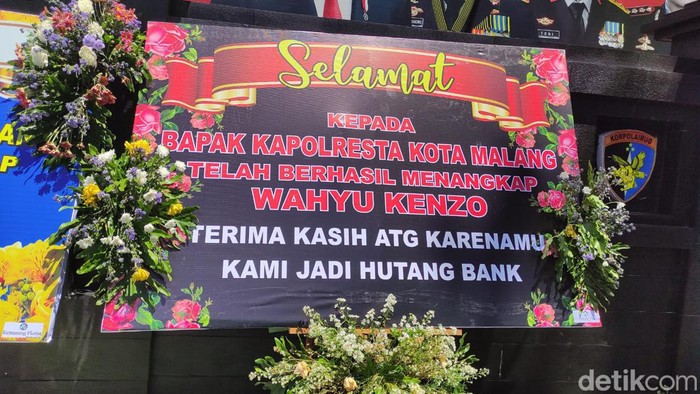 Selamat
KEPADA
BAPAK KAPOLRESTA KOTA MALANG
TELAH BERHASIL MENANGKAP
WAHYU KENZO
TERIMA KASIH ATG KARENAMU
KAMI JADI HUTANG BANK
KORPOLAIRUD
detikcom